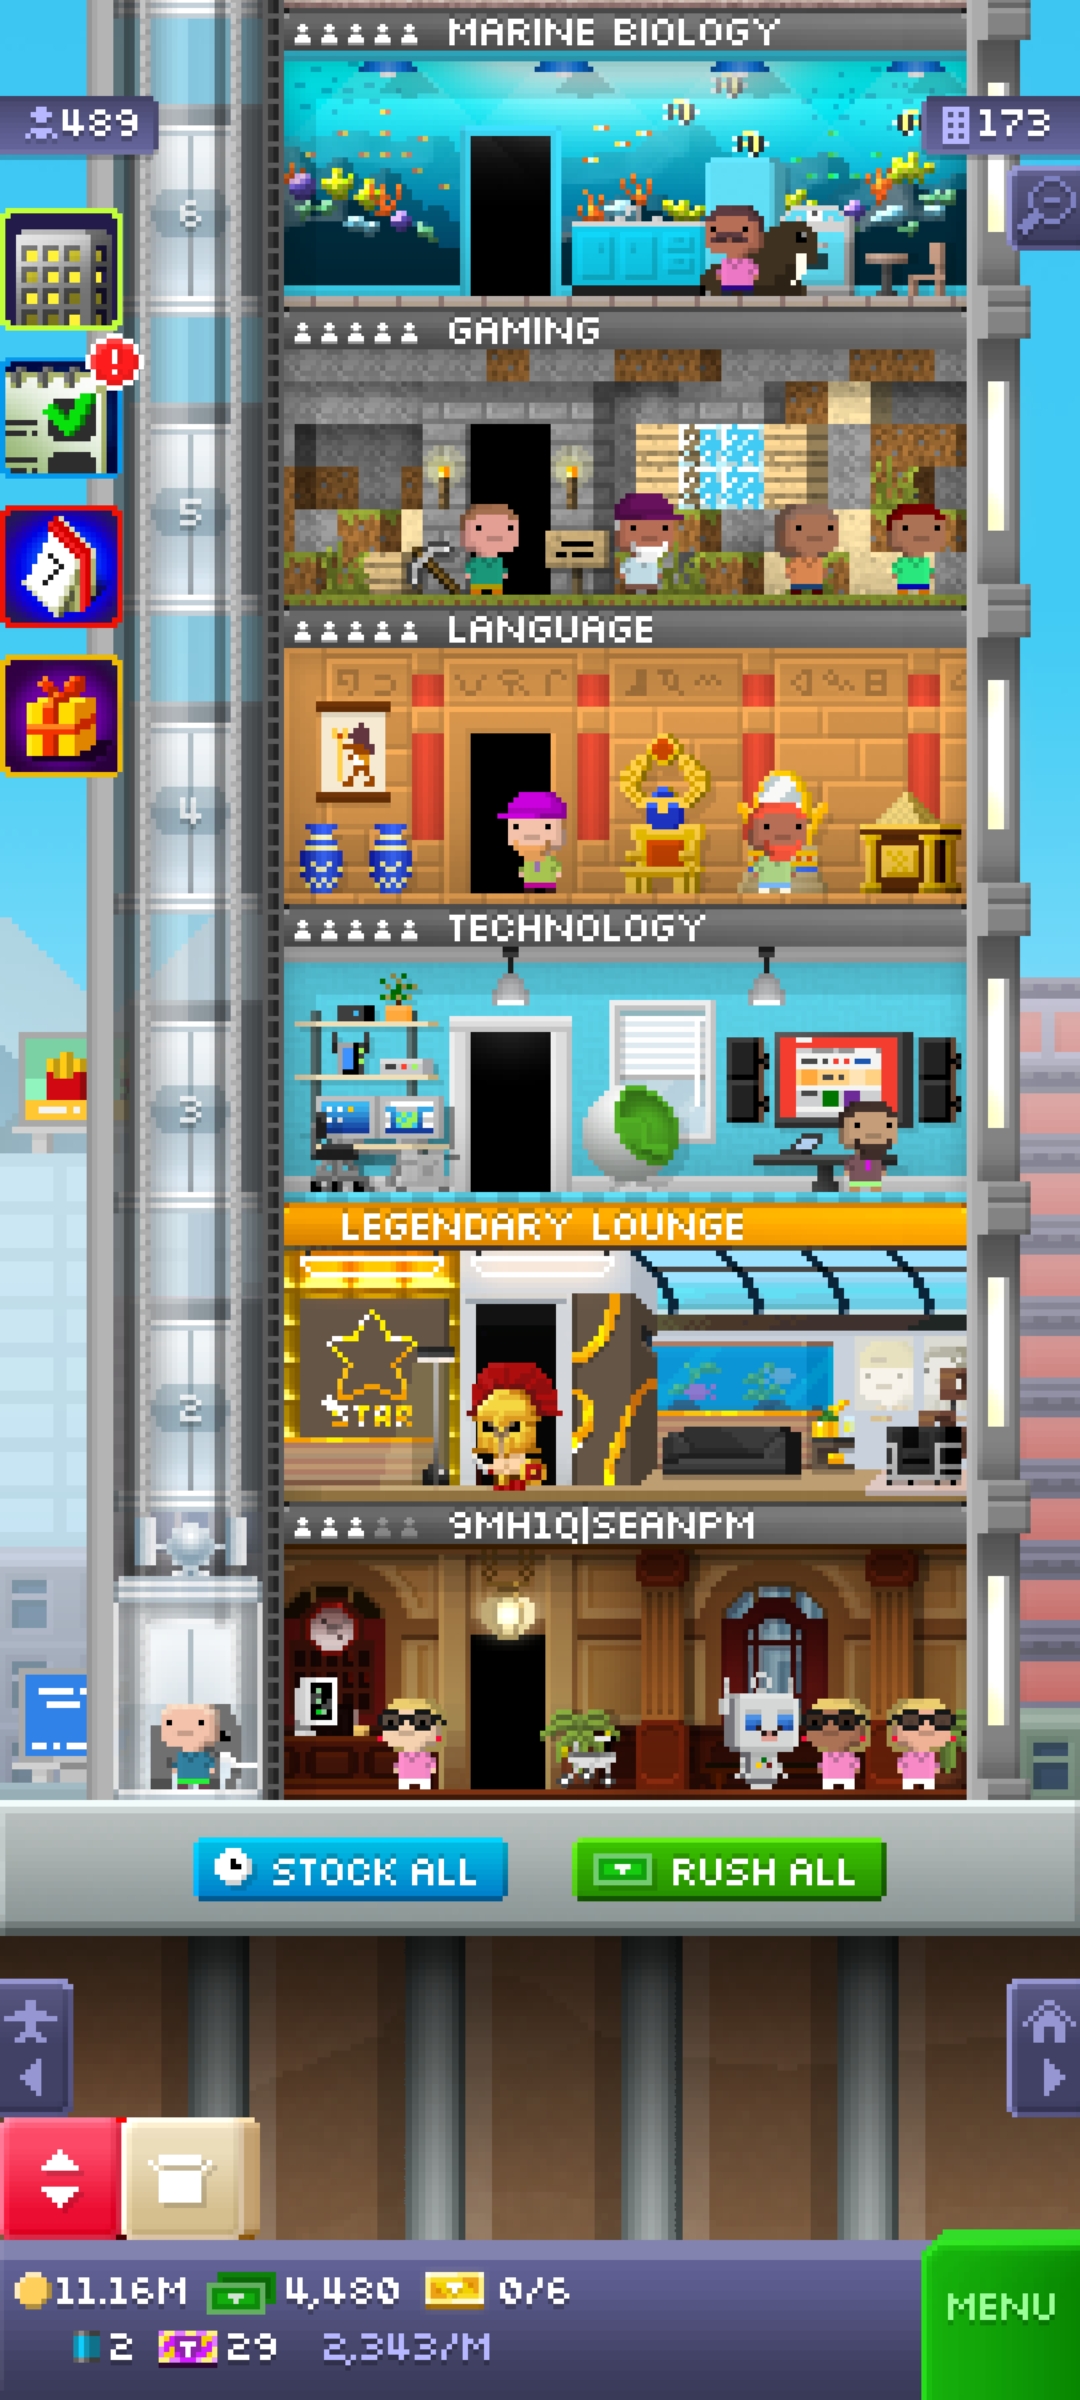 MARINE BIOLOGY
489
173
6
GAMING
5
7
LANGUAGE
4
TECHNOLOGY
3
LEGENDARY LOUNGE
2
STAR
9MH1Q|SEANPM
STOCK ALL
RUSH ALL
11.16M 4,480 0/6
MENU
2 29 2,343/M